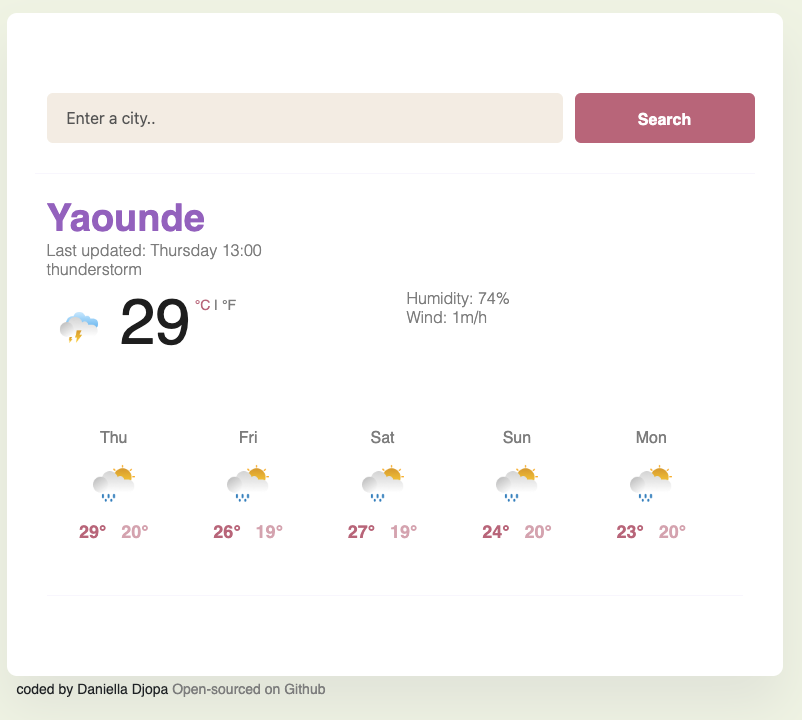 Enter a city..
Search
Yaounde
Last updated: Thursday 13:00
thunderstorm
29 °C | °F
Humidity: 74%
Wind: 1m/h
Thu Fri Sat Sun Mon
29° 20° 26° 19° 27° 19° 24° 20° 23° 20°
coded by Daniella Djopa Open-sourced on Github